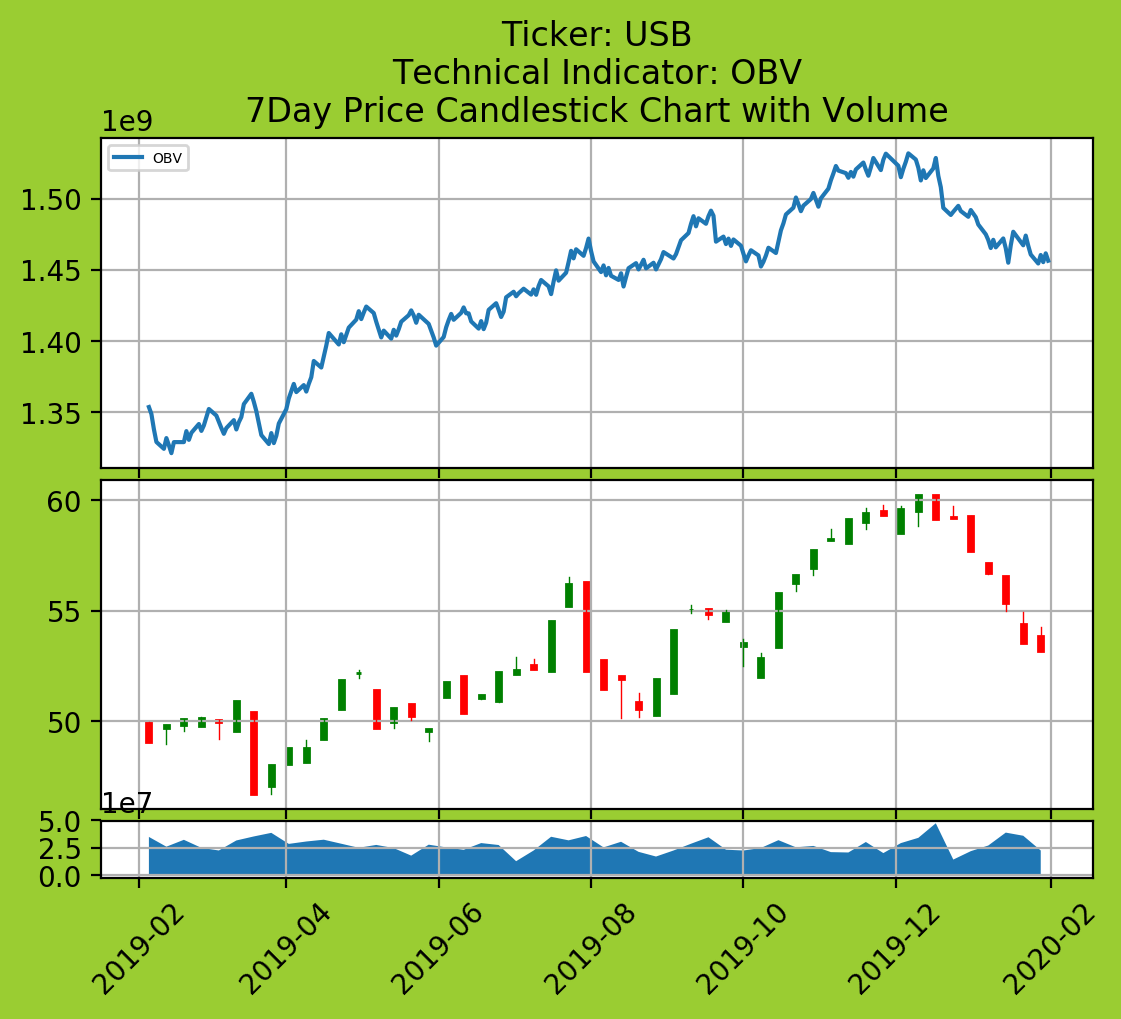 Ticker: USB
Technical Indicator: OBV
7Day Price Candlestick Chart with Volume
1e9
OBV
1.50
1.45
1.40
1.35
60
55
50
1e7
5.0
2.5
0.0
2019-02
2019-04
2019-06
2019-08
2019-10
2019-12
2020-02